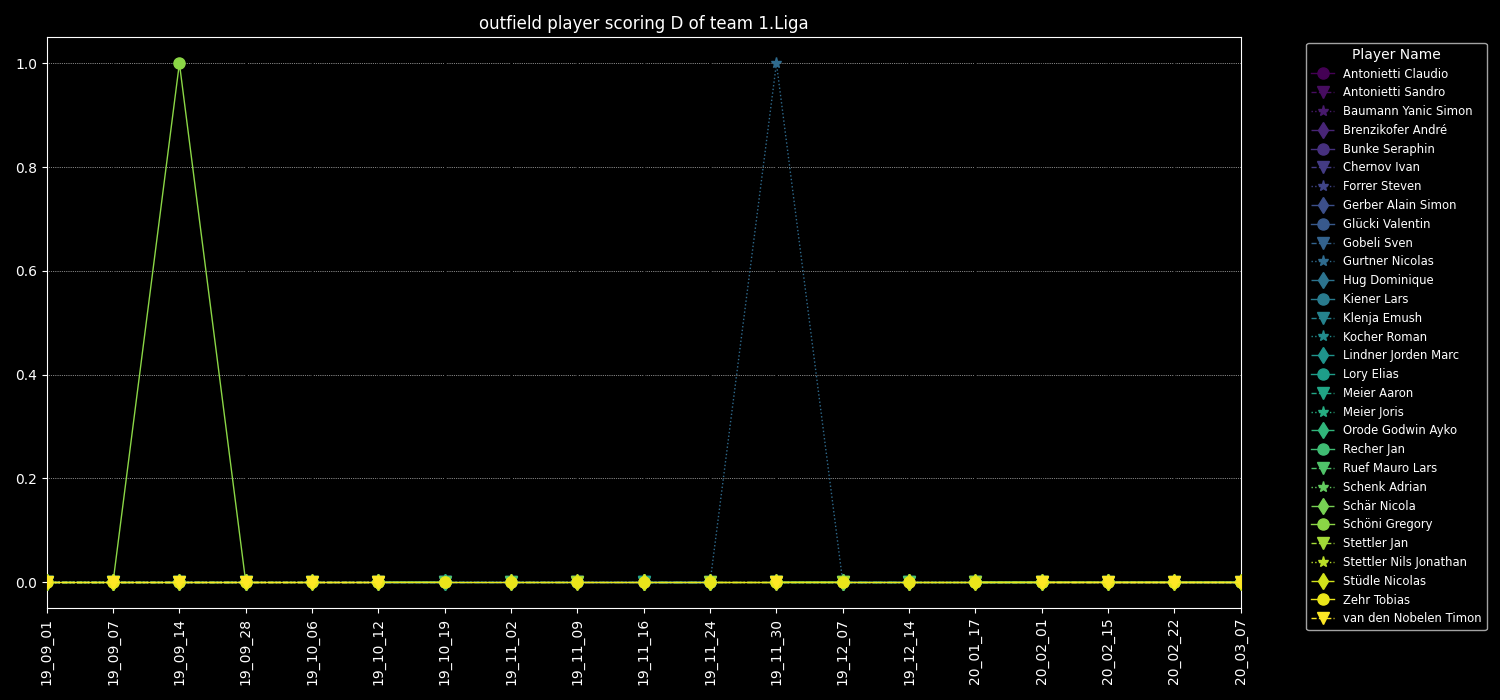 outfield player scoring D of team 1.Liga
1.0
0.8
0.6
0.4
0.2
0.0
19_09_01
19_09_07
19_09_14
19_09_28
19_10_06
19_10_12
19_10_19
19_11_02
19_11_09
19_11_16
19_11_24
19_11_30
19_12_07
19_12_14
20_01_17
20_02_01
20_02_15
20_02_22
20_03_07
Player Name
Antonietti Claudio
Antonietti Sandro
Baumann Yanic Simon
Brenzikofer André
Bunke Seraphin
Chernov Ivan
Forrer Steven
Gerber Alain Simon
Glücki Valentin
Gobeli Sven
Gurtner Nicolas
Hug Dominique
Kiener Lars
Klenja Emush
Kocher Roman
Lindner Jorden Marc
Lory Elias
Meier Aaron
Meier Joris
Orode Godwin Ayko
Recher Jan
Ruef Mauro Lars
Schenk Adrian
Schär Nicola
Schöni Gregory
Stettler Jan
Stettler Nils Jonathan
Stüdle Nicolas
Zehr Tobias
van den Nobelen Timon